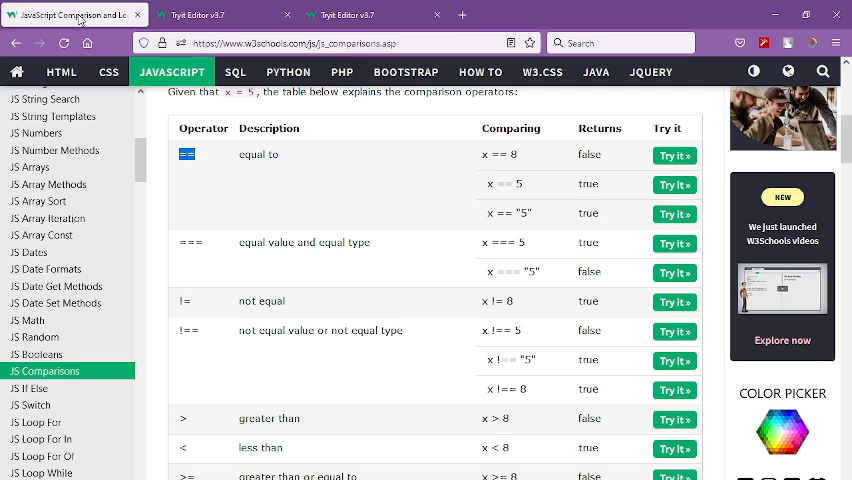 JavaScript Comparison and Lo
Tryit Editor v3.7
Tryit Editor v3.7
https://www.w3schools.com/js/js_comparisons.asp
Search
HTML CSS JAVASCRIPT SQL PYTHON PHP BOOTSTRAP HOW TO W3.CSS JAVA JQUERY
JS String Search
JS String Templates
JS Numbers
JS Number Methods
JS Arrays
JS Array Methods
JS Array Sort
JS Array Iteration
JS Array Const
JS Dates
JS Date Formats
JS Date Get Methods
JS Date Set Methods
JS Math
JS Random
JS Booleans
JS Comparisons
JS If Else
JS Switch
JS Loop For
JS Loop For In
JS Loop For Of
JS Loop While
Given that x = 5, the table below explains the comparison operators:
Operator Description Comparing Returns Try it
== equal to x == 8 false Try it »
x == 5 true Try it »
x == "5" true Try it »
=== equal value and equal type x === 5 true Try it »
x === "5" false Try it »
!= not equal x != 8 true Try it »
!== not equal value or not equal type x !== 5 false Try it »
x !== "5" true Try it »
x !== 8 true Try it »
> greater than x > 8 false Try it »
< less than x < 8 true Try it »
>= greater than or equal to x >= 8 false Try it »
NEW
We just launched
W3Schools videos
Explore now
COLOR PICKER